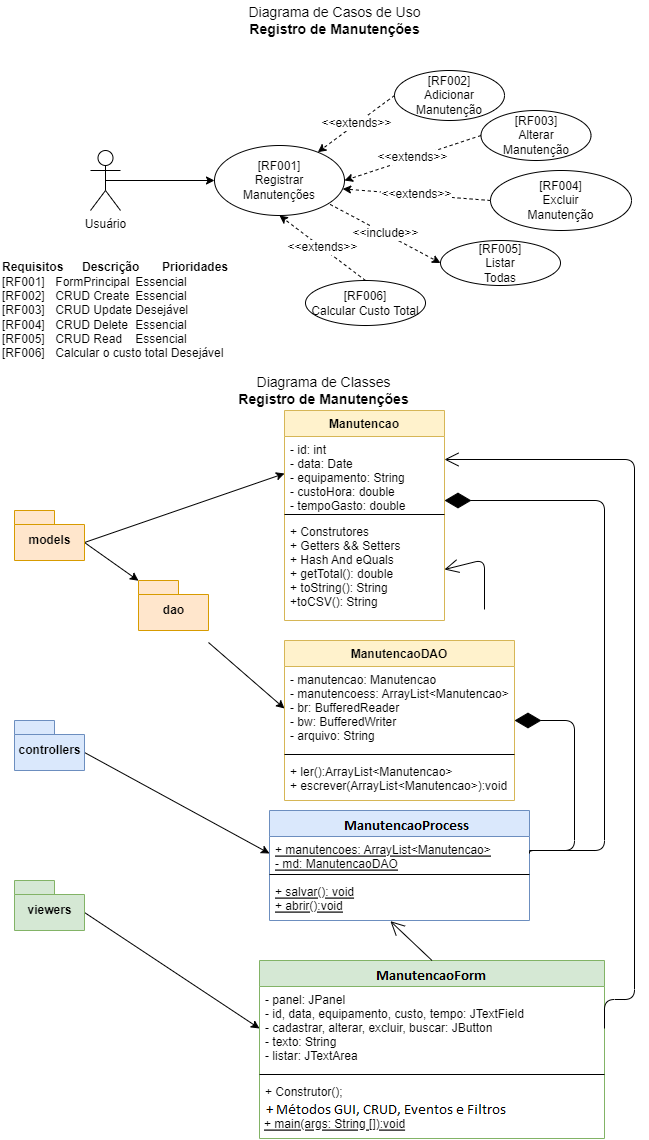 Diagrama de Casos de Uso
Registro de Manutenções
[RF002]
Adicionar
Manutenção
<<extends>>
[RF003]
Alterar
Manutenção
<<extends>>
[RF001]
Registrar
Manutenções
[RF004]
Excluir
Manutenção
<<extends>>
Usuário
<<include>>
<<extends>>
[RF005]
Listar
Todas
[RF006]
Calcular Custo Total
Requisitos Descrição Prioridades
[RF001] FormPrincipal Essencial
[RF002] CRUD Create Essencial
[RF003] CRUD Update Desejável
[RF004] CRUD Delete Essencial
[RF005] CRUD Read Essencial
[RF006] Calcular o custo total Desejável
Diagrama de Classes
Registro de Manutenções
Manutencao
- id: int
- data: Date
- equipamento: String
- custoHora: double
- tempoGasto: double
+ Construtores
+ Getters && Setters
+ Hash And eQuals
+ getTotal(): double
+ toString(): String
+toCSV(): String
models
dao
ManutencaoDAO
- manutencao: Manutencao
- manutencoess: ArrayList<Manutencao>
- br: BufferedReader
- bw: BufferedWriter
- arquivo: String
+ ler():ArrayList<Manutencao>
+ escrever(ArrayList<Manutencao>):void
controllers
ManutencaoProcess
+ manutencoes: ArrayList<Manutencao>
- md: ManutencaoDAO
+ salvar(): void
+ abrir():void
viewers
ManutencaoForm
- panel: JPanel
- id, data, equipamento, custo, tempo: JTextField
- cadastrar, alterar, excluir, buscar: JButton
- texto: String
- listar: JTextArea
+ Construtor();
+ Métodos GUI, CRUD, Eventos e Filtros
+ main(args: String []):void